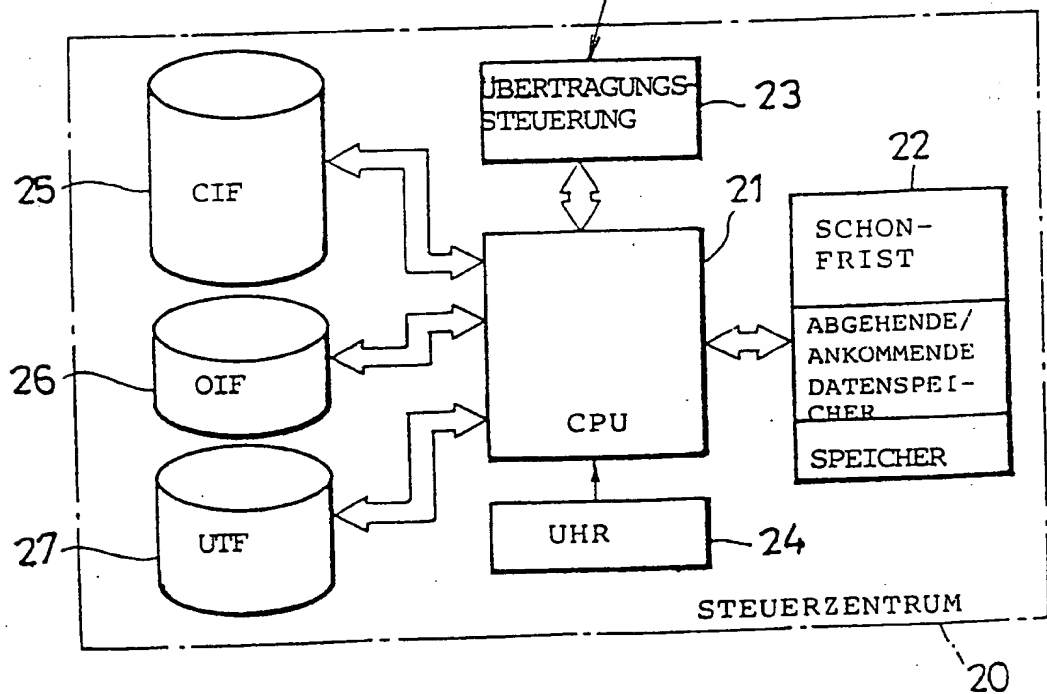 ÜBERTRAGUNGS-
STEUERUNG
23
25
CIF
21
22
SCHON-
FRIST
ABGEHENDE/
ANKOMMENDE
DATENSPEI-
CHER
SPEICHER
26
OIF
CPU
27
UTF
UHR
24
STEUERZENTRUM
20